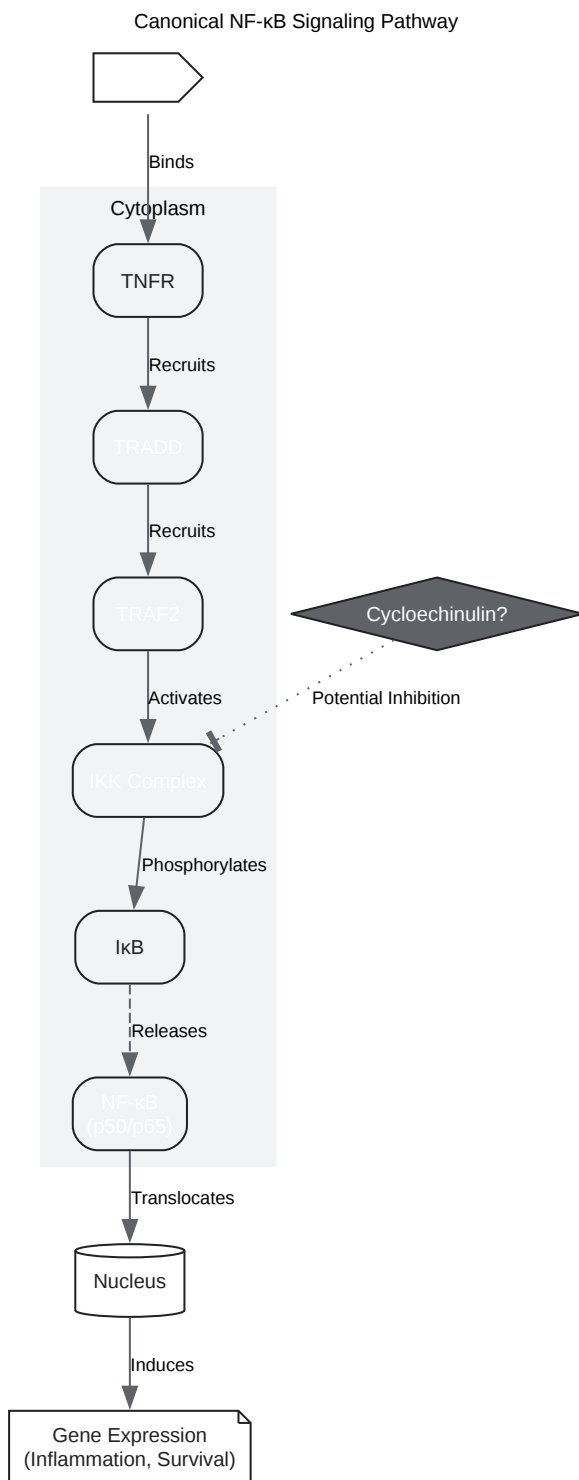 Canonical NF-κB Signaling Pathway
Binds
Cytoplasm
TNFR
Recruits
TRADD
Recruits
TRAF2
Cycloechinulin?
Activates
Potential Inhibition
IKK Complex
Phosphorylates
IκB
Releases
NF-κB
(p50/p65)
Translocates
Nucleus
Induces
Gene Expression
(Inflammation, Survival)